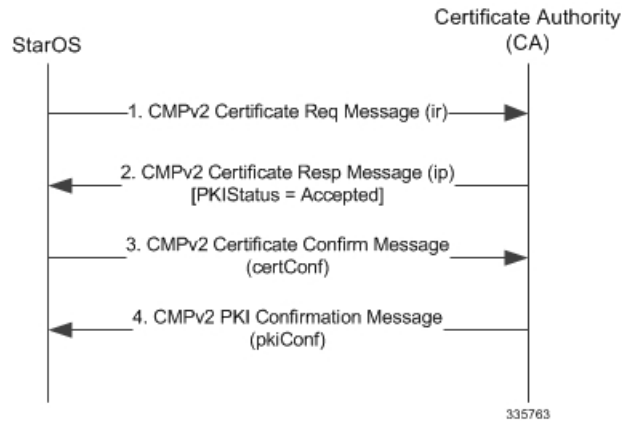 StarOS
Certificate Authority
(CA)
1. CMPv2 Certificate Req Message (ir)
2. CMPv2 Certificate Resp Message (ip)
[PKIStatus = Accepted]
3. CMPv2 Certificate Confirm Message
(certConf)
4. CMPv2 PKI Confirmation Message
(pkiConf)
335763